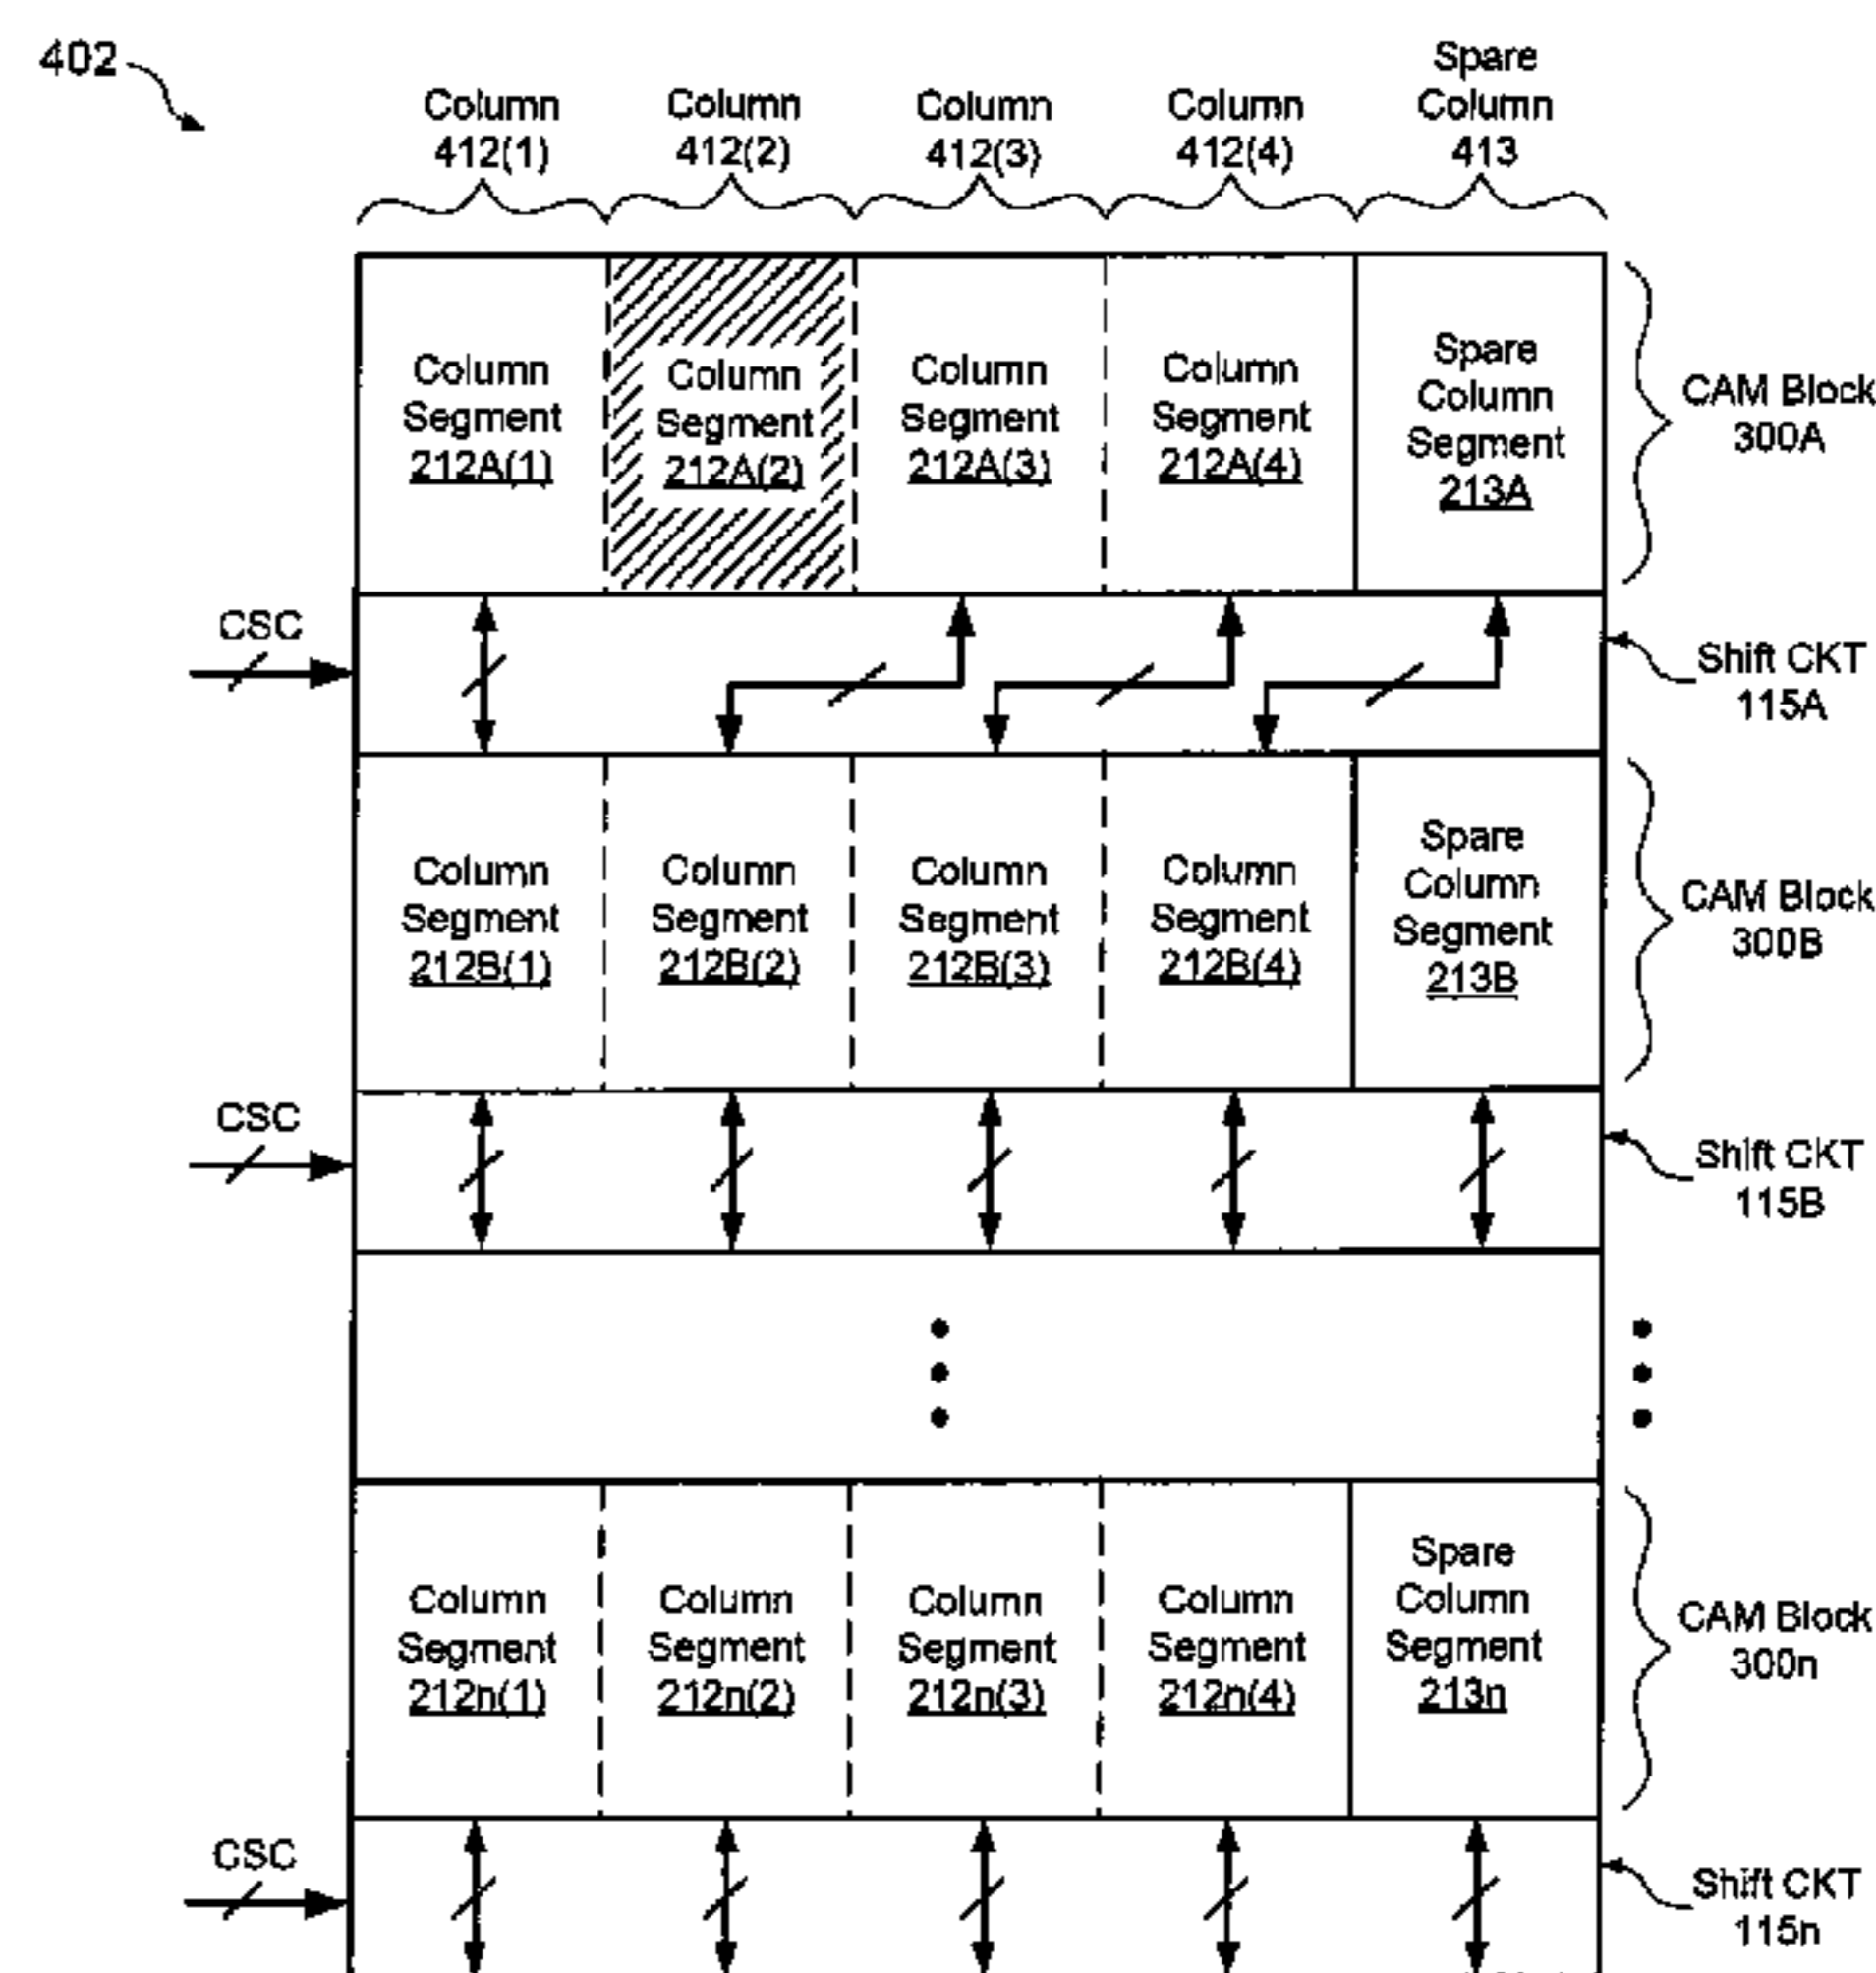 402
Column
412(1)
Column
412(2)
Column
412(3)
Column
412(4)
Spare
Column
413
Column
Segment
212A(1)
Column
Segment
212A(2)
Column
Segment
212A(3)
Column
Segment
212A(4)
Spare
Column
Segment
213A
CAM Block
300A
CSC
Shift CKT
115A
Column
Segment
212B(1)
Column
Segment
212B(2)
Column
Segment
212B(3)
Column
Segment
212B(4)
Spare
Column
Segment
213B
CAM Block
300B
CSC
Shift CKT
115B
Column
Segment
212n(1)
Column
Segment
212n(2)
Column
Segment
212n(3)
Column
Segment
212n(4)
Spare
Column
Segment
213n
CAM Block
300n
CSC
Shift CKT
115n